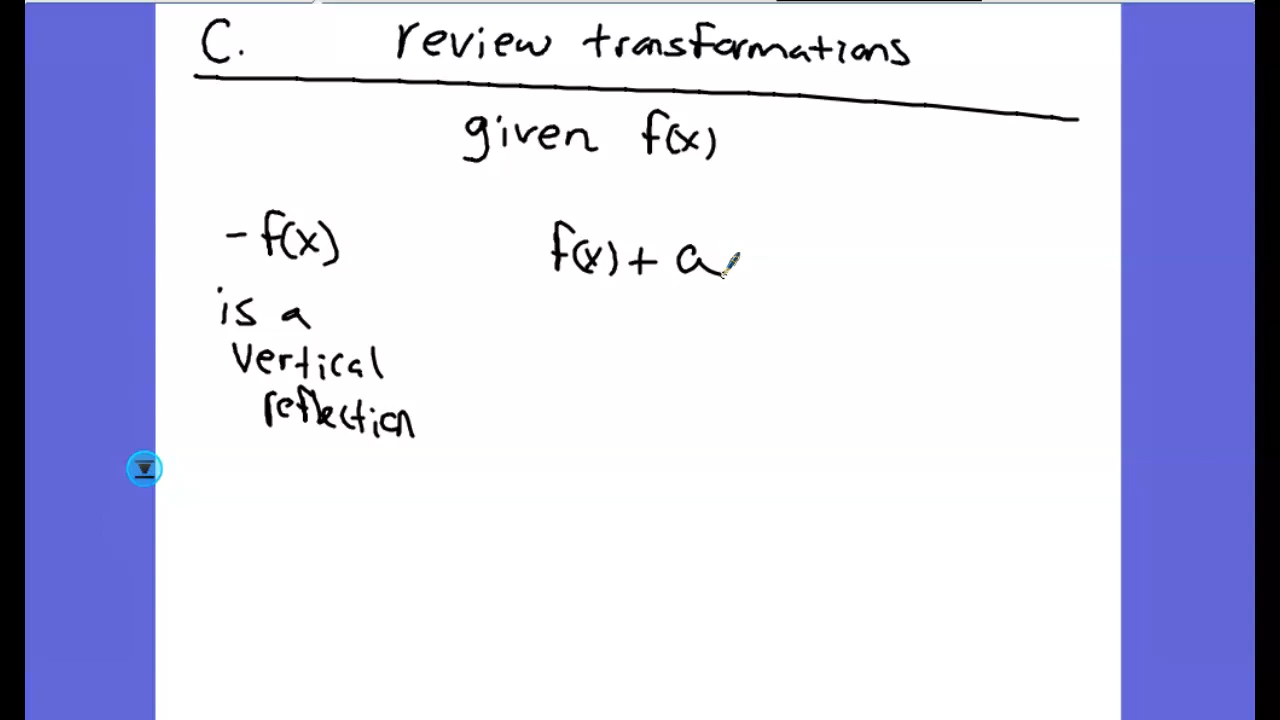 C. review transformations
given f(x)
- f(x)
is a
vertical
reflection
f(x) + a